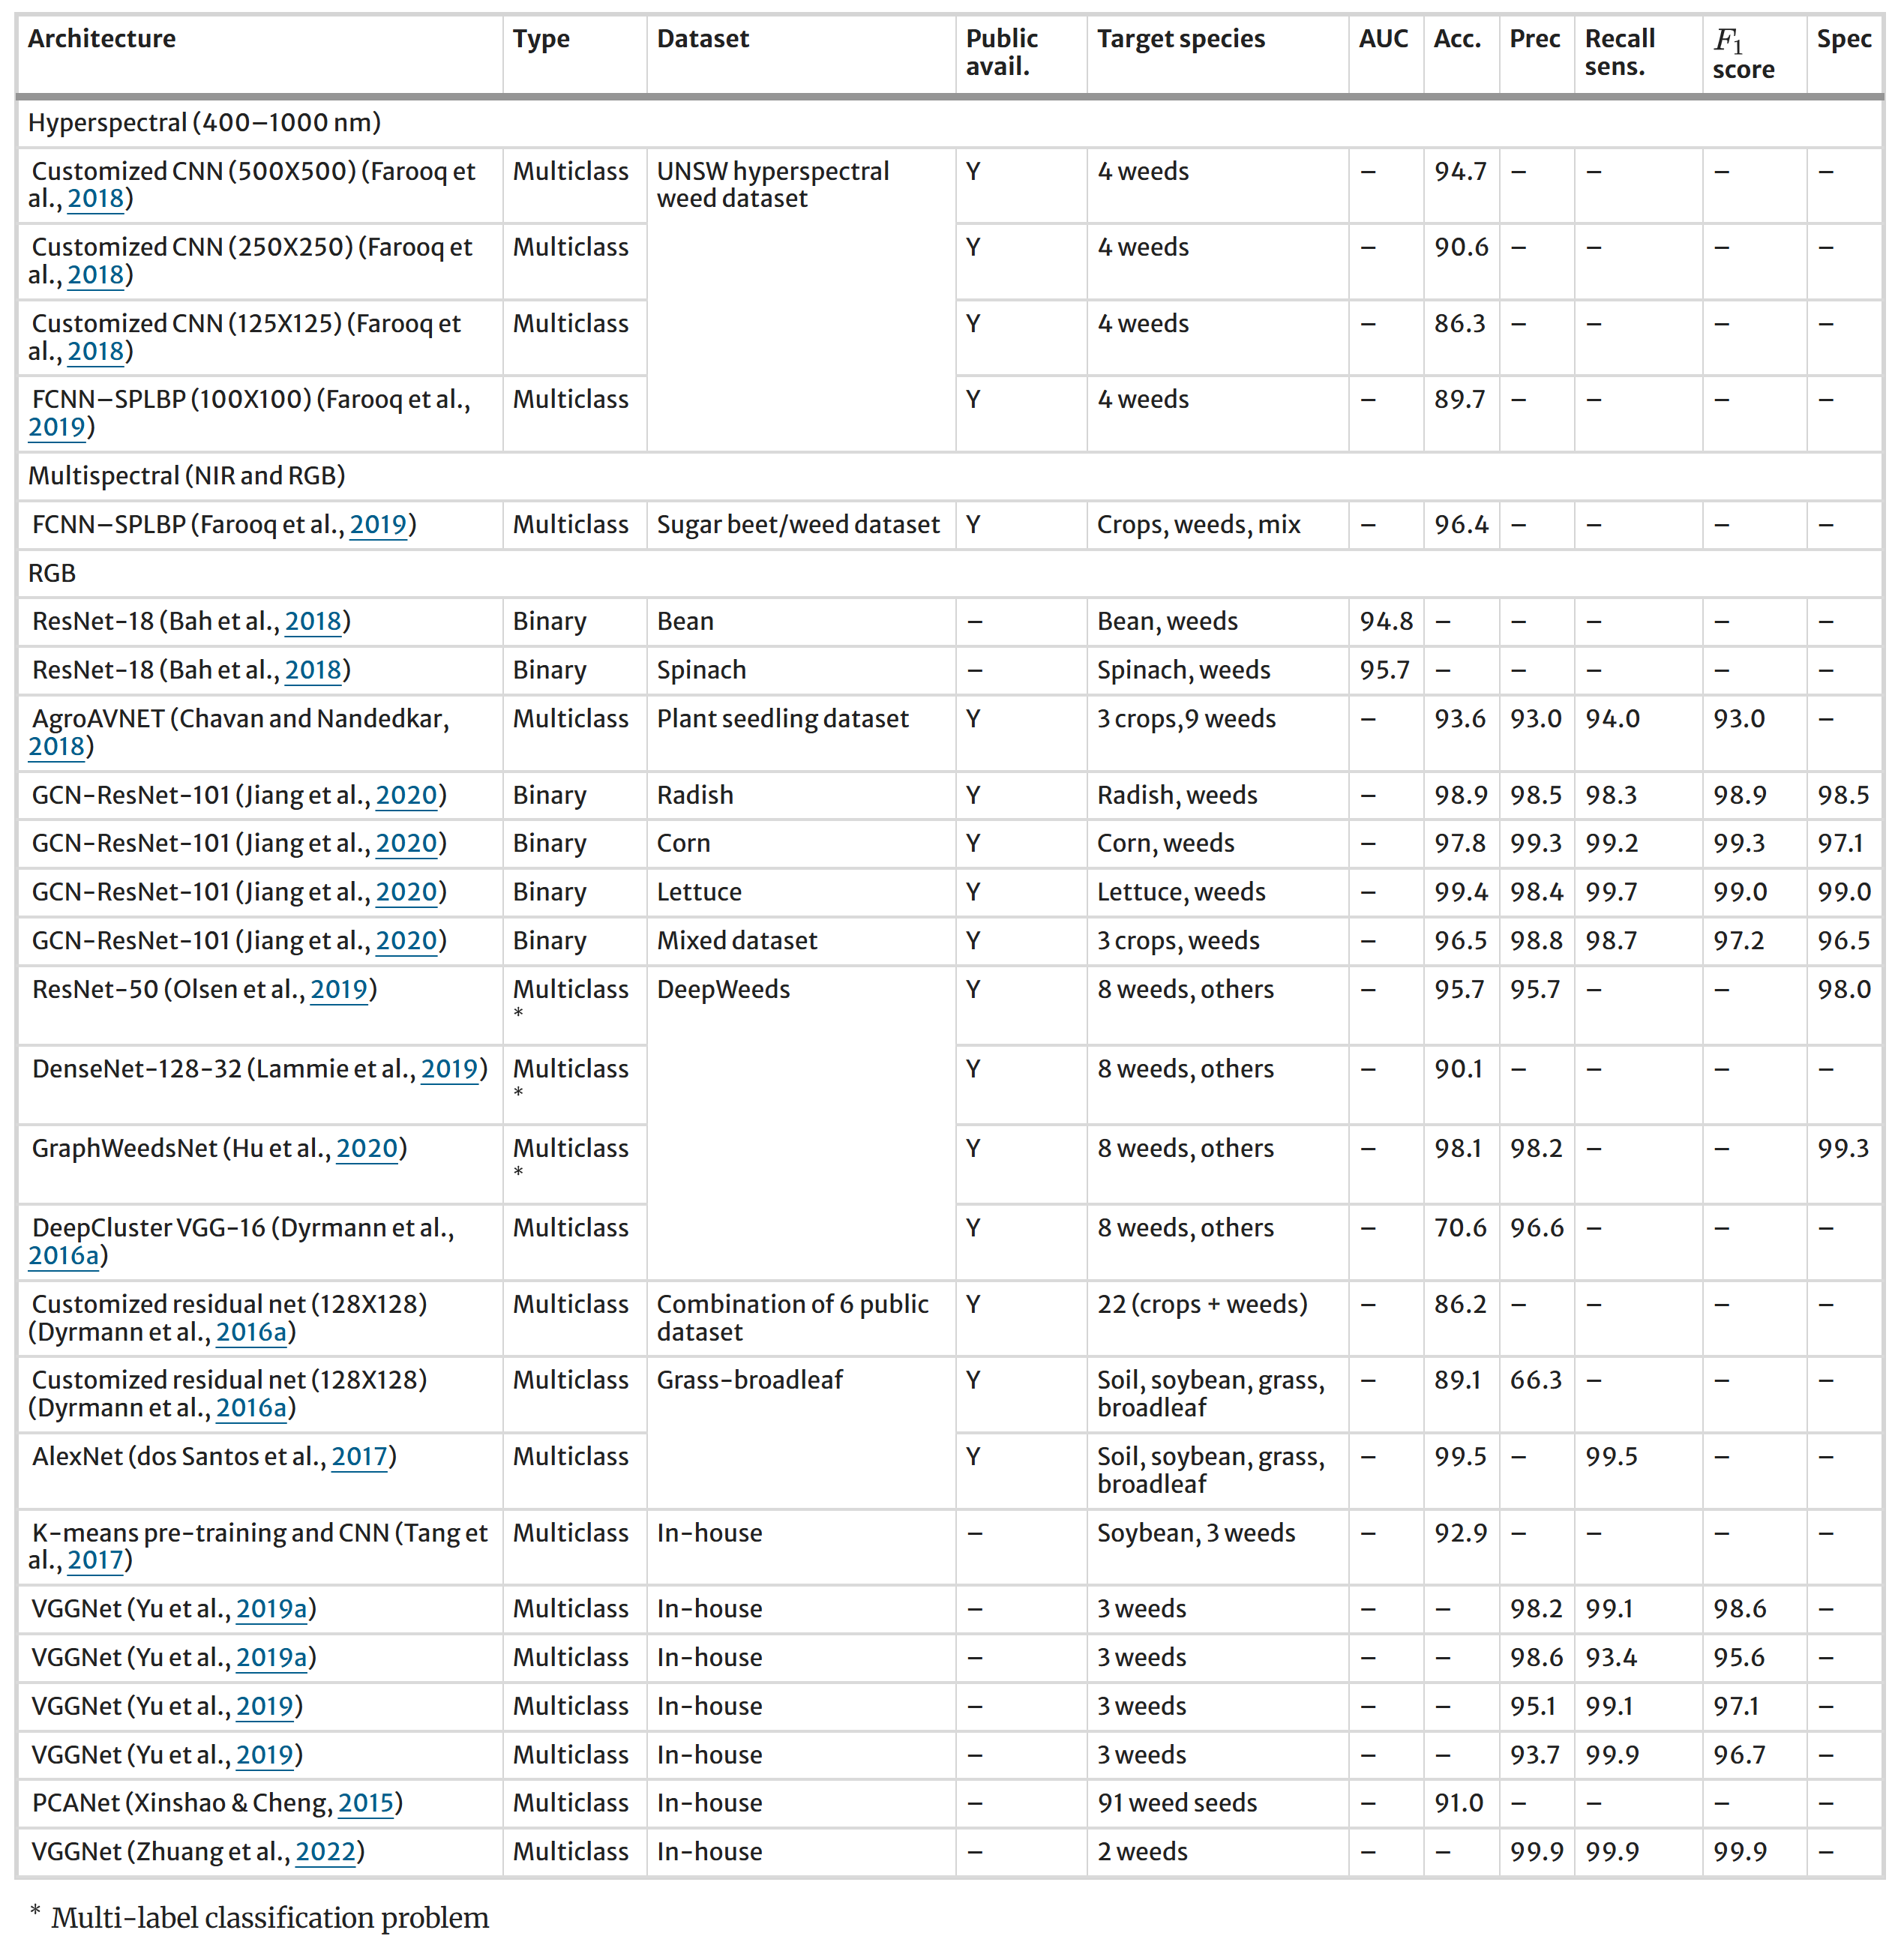 Architecture Type Dataset Public avail. Target species AUC Acc. Prec Recall sens. F1 score Spec
Hyperspectral (400–1000 nm)
Customized CNN (500X500) (Farooq et al., 2018) Multiclass UNSW hyperspectral weed dataset Y 4 weeds – 94.7 – – – –
Customized CNN (250X250) (Farooq et al., 2018) Multiclass Y 4 weeds – 90.6 – – – –
Customized CNN (125X125) (Farooq et al., 2018) Multiclass Y 4 weeds – 86.3 – – – –
FCNN–SPLBP (100X100) (Farooq et al., 2019) Multiclass Y 4 weeds – 89.7 – – – –
Multispectral (NIR and RGB)
FCNN–SPLBP (Farooq et al., 2019) Multiclass Sugar beet/weed dataset Y Crops, weeds, mix – 96.4 – – – –
RGB
ResNet-18 (Bah et al., 2018) Binary Bean – Bean, weeds 94.8 – – – – –
ResNet-18 (Bah et al., 2018) Binary Spinach – Spinach, weeds 95.7 – – – – –
AgroAVNET (Chavan and Nandedkar, 2018) Multiclass Plant seedling dataset Y 3 crops,9 weeds – 93.6 93.0 94.0 93.0 –
GCN-ResNet-101 (Jiang et al., 2020) Binary Radish Y Radish, weeds – 98.9 98.5 98.3 98.9 98.5
GCN-ResNet-101 (Jiang et al., 2020) Binary Corn Y Corn, weeds – 97.8 99.3 99.2 99.3 97.1
GCN-ResNet-101 (Jiang et al., 2020) Binary Lettuce Y Lettuce, weeds – 99.4 98.4 99.7 99.0 99.0
GCN-ResNet-101 (Jiang et al., 2020) Binary Mixed dataset Y 3 crops, weeds – 96.5 98.8 98.7 97.2 96.5
ResNet-50 (Olsen et al., 2019) Multiclass * DeepWeeds Y 8 weeds, others – 95.7 95.7 – – 98.0
DenseNet-128-32 (Lammie et al., 2019) Multiclass * Y 8 weeds, others – 90.1 – – – –
GraphWeedsNet (Hu et al., 2020) Multiclass * Y 8 weeds, others – 98.1 98.2 – – 99.3
DeepCluster VGG-16 (Dyrmann et al., 2016a) Multiclass Y 8 weeds, others – 70.6 96.6 – – –
Customized residual net (128X128) (Dyrmann et al., 2016a) Multiclass Combination of 6 public dataset Y 22 (crops + weeds) – 86.2 – – – –
Customized residual net (128X128) (Dyrmann et al., 2016a) Multiclass Grass-broadleaf Y Soil, soybean, grass, broadleaf – 89.1 66.3 – – –
AlexNet (dos Santos et al., 2017) Multiclass Y Soil, soybean, grass, broadleaf – 99.5 – 99.5 – –
K-means pre-training and CNN (Tang et al., 2017) Multiclass In-house – Soybean, 3 weeds – 92.9 – – – –
VGGNet (Yu et al., 2019a) Multiclass In-house – 3 weeds – – 98.2 99.1 98.6 –
VGGNet (Yu et al., 2019a) Multiclass In-house – 3 weeds – – 98.6 93.4 95.6 –
VGGNet (Yu et al., 2019) Multiclass In-house – 3 weeds – – 95.1 99.1 97.1 –
VGGNet (Yu et al., 2019) Multiclass In-house – 3 weeds – – 93.7 99.9 96.7 –
PCANet (Xinshao & Cheng, 2015) Multiclass In-house – 91 weed seeds – 91.0 – – – –
VGGNet (Zhuang et al., 2022) Multiclass In-house – 2 weeds – – 99.9 99.9 99.9 –
* Multi-label classification problem